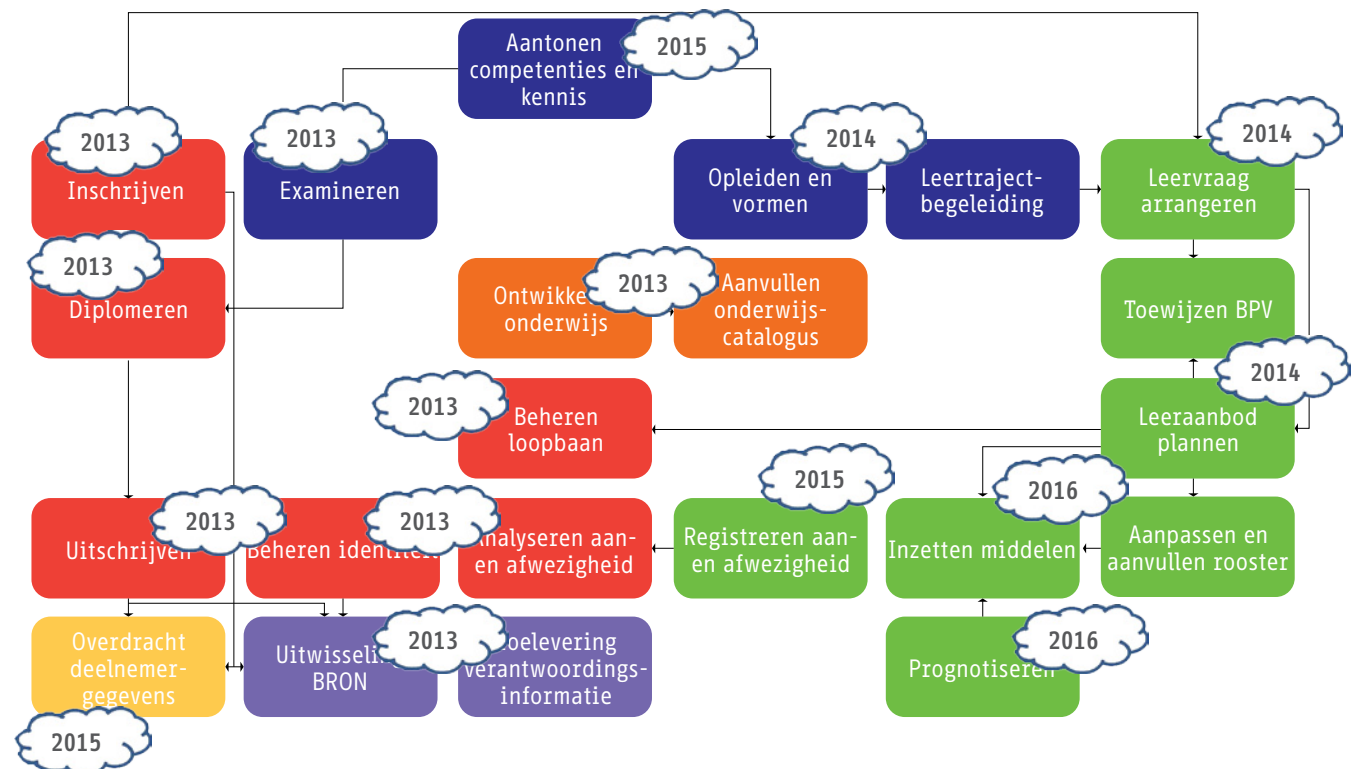 Aantonen
competenties en
kennis
2015
2013
Inschrijven
2013
Examineren
2014
Opleiden en
vormen
Leertraject-
begeleiding
2014
Leervraag
arrangeren
2013
Diplomeren
Ontwikke
onderwijs
2013
Aanvullen
onderwijs-
catalogus
Toewijzen BPV
2013
Beheren
loopbaan
2014
Leeraanbod
plannen
2013
Uitschrijven
2013
Beheren identitei
Analyseren aan-
en afwezigheid
2015
Registreren aan-
en afwezigheid
2016
Inzetten middelen
Aanpassen en
aanvullen rooster
Overdracht
deelnemer-
gegevens
2015
Uitwisseling
BRON
2013
oelevering
verantwoordings-
informatie
2016
Prognotiseren